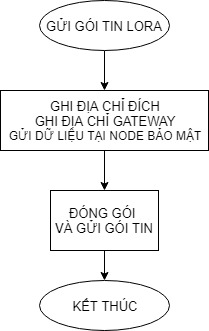 GỬI GÓI TIN LORA
GHI ĐỊA CHỈ ĐÍCH
GHI ĐỊA CHỈ GATEWAY
GỬI DỮ LIỆU TẠI NODE BẢO MẬT
ĐÓNG GÓI
VÀ GỬI GÓI TIN
KẾT THÚC